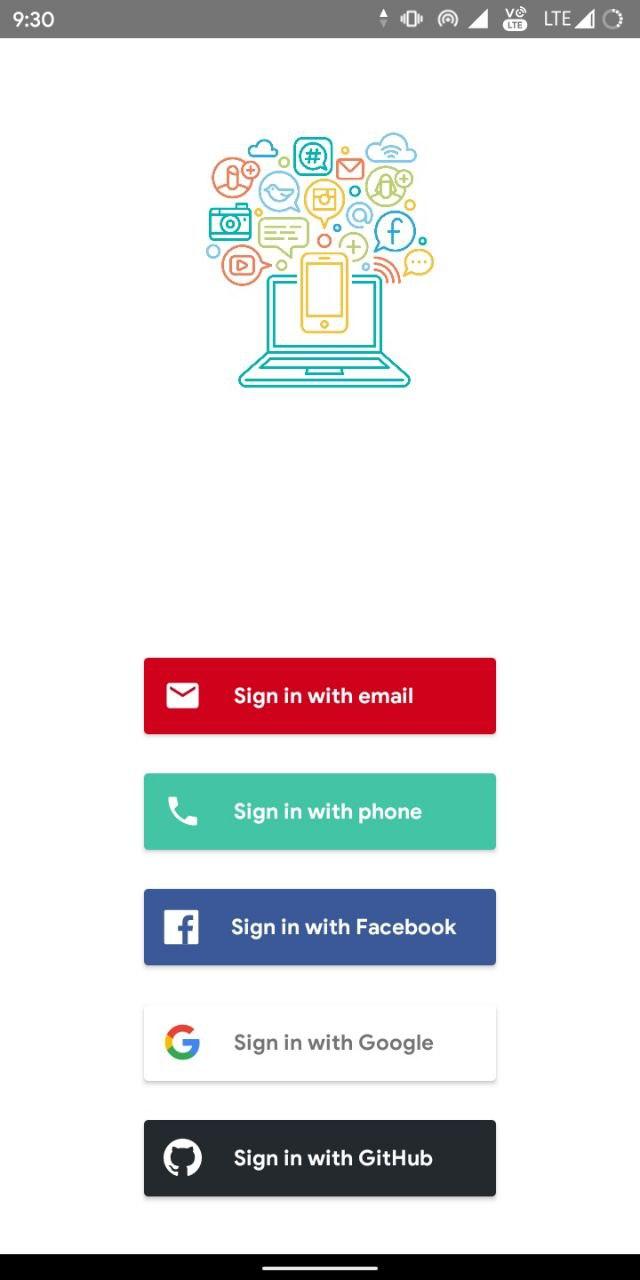 9:30
Vo
LTE
LTE
#
@
f
Sign in with email
Sign in with phone
Sign in with Facebook
Sign in with Google
Sign in with GitHub